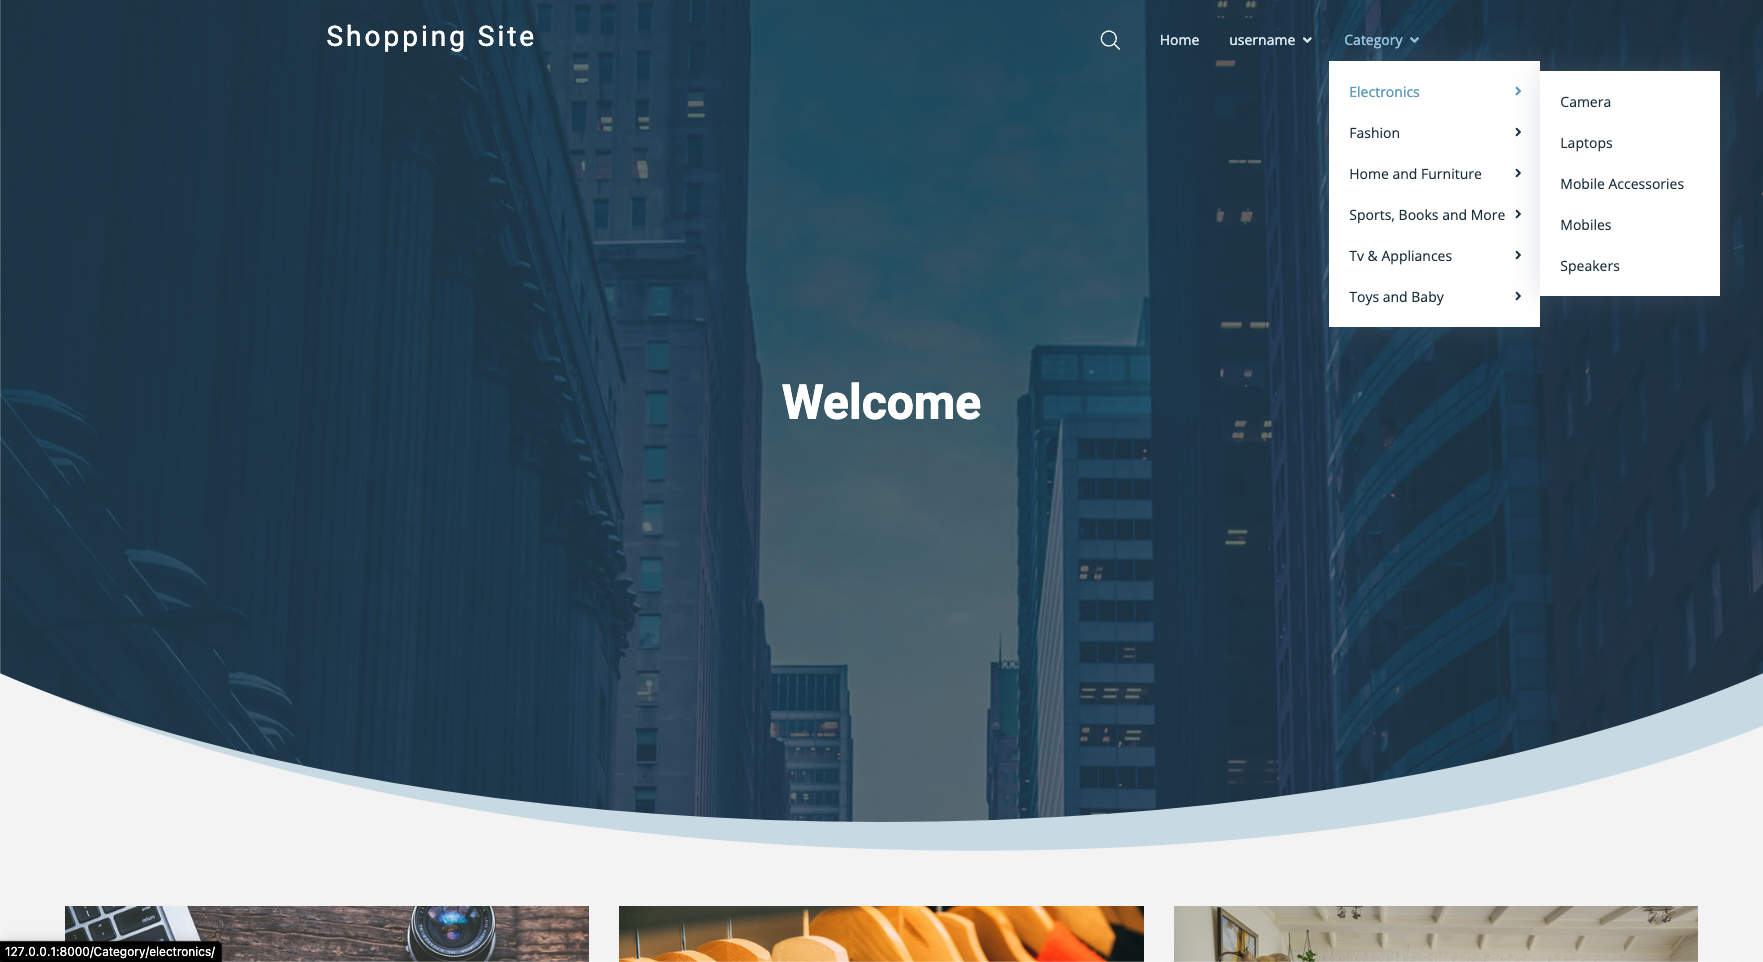 Shopping Site
Home
username
Category
Electronics
Fashion
Home and Furniture
Sports, Books and More
Tv & Appliances
Toys and Baby
Camera
Laptops
Mobile Accessories
Mobiles
Speakers
Welcome
127.0.0.1:8000/Category/electronics/